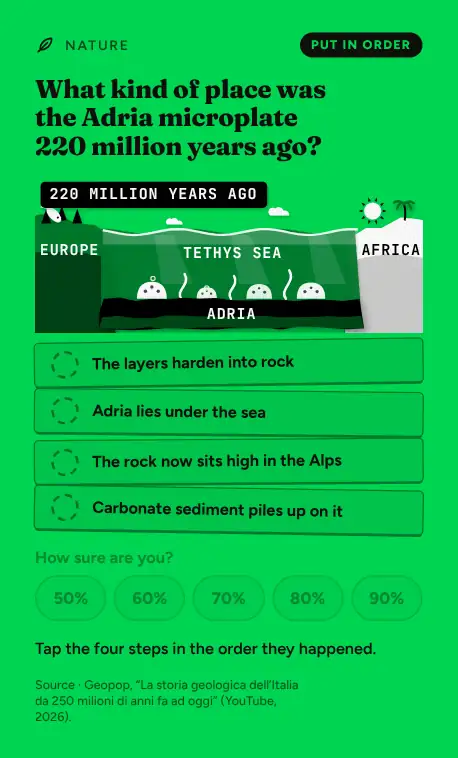 NATURE
PUT IN ORDER
What kind of place was
the Adria microplate
220 million years ago?
220 MILLION YEARS AGO
EUROPE
TETHYS SEA
AFRICA
ADRIA
The layers harden into rock
Adria lies under the sea
The rock now sits high in the Alps
Carbonate sediment piles up on it
How sure are you?
50% 60% 70% 80% 90%
Tap the four steps in the order they happened.
Source · Geopop, “La storia geologica dell'Italia
da 250 milioni di anni fa ad oggi” (YouTube,
2026).